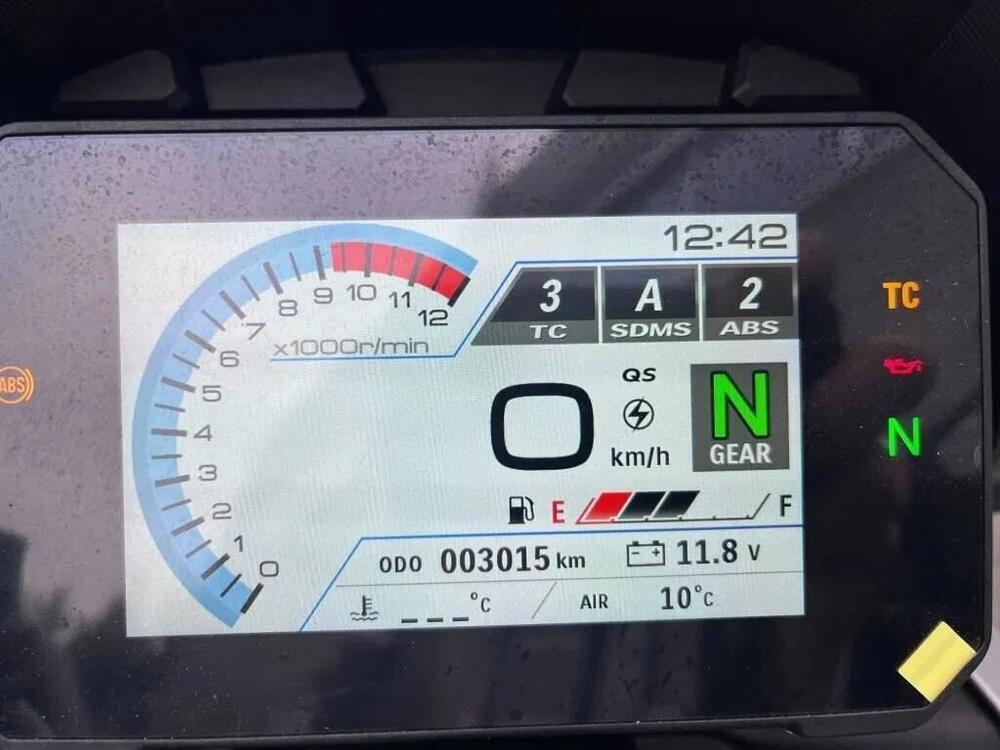 12:42
3 A 2
TC SDMS ABS
TC
9 10 11 12
8
7
x1000r/min
6
5
4
3
2
1
0
ABS
QS
0 km/h
N
GEAR
N
E F
ODO 003015 km 11.8 V
_ _ _ °C AIR 10°C